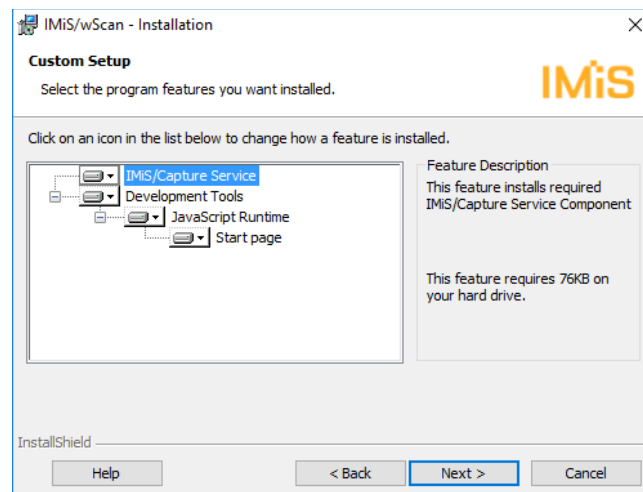 IMiS/wScan - Installation
Custom Setup
Select the program features you want installed.
IMiS
Click on an icon in the list below to change how a feature is installed.
IMiS/Capture Service
Development Tools
JavaScript Runtime
Start page
Feature Description
This feature installs required
IMiS/Capture Service Component
This feature requires 76KB on
your hard drive.
InstallShield
Help
< Back
Next >
Cancel